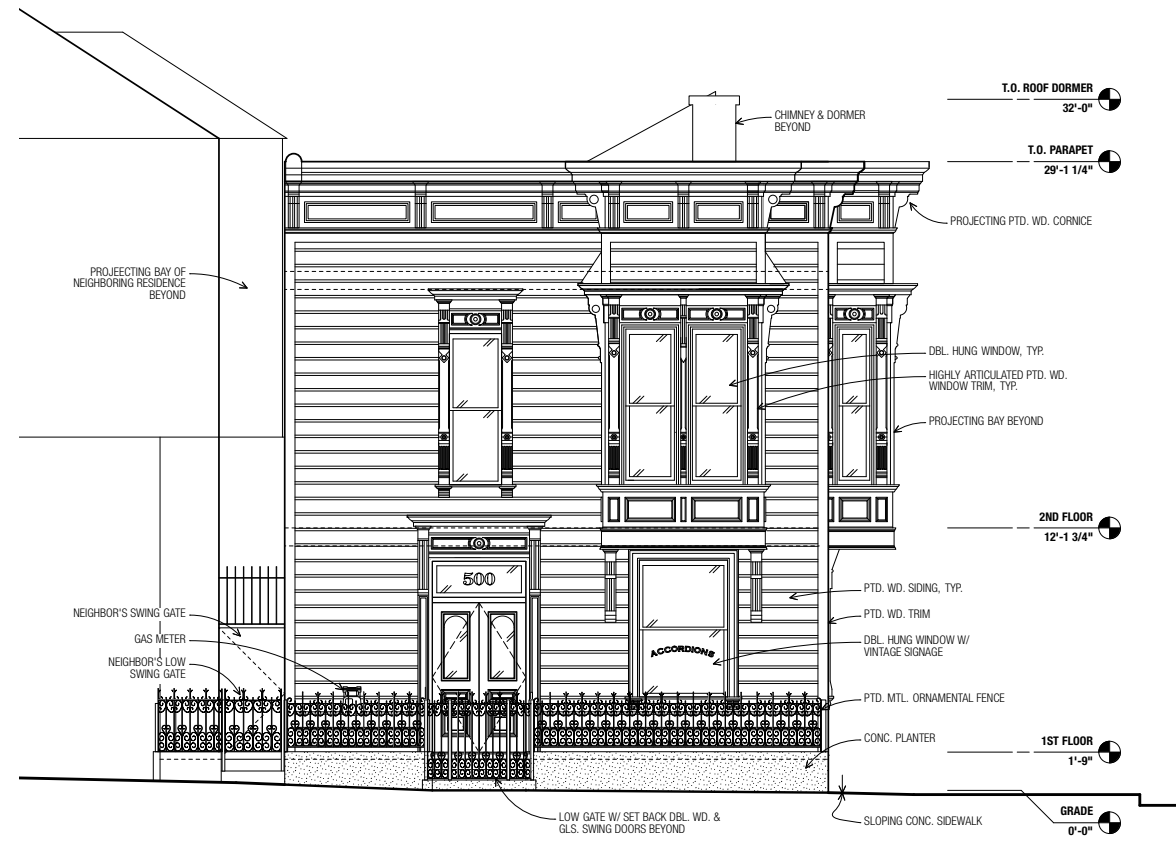 T.O. ROOF DORMER
32'-0"
CHIMNEY & DORMER
BEYOND
T.O. PARAPET
29'-1 1/4"
PROJECTING PTD. WD. CORNICE
PROJEECTING BAY OF
NEIGHBORING RESIDENCE
BEYOND
DBL. HUNG WINDOW, TYP.
HIGHLY ARTICULATED PTD. WD.
WINDOW TRIM, TYP.
PROJECTING BAY BEYOND
2ND FLOOR
12'-1 3/4"
500
PTD. WD. SIDING, TYP.
NEIGHBOR'S SWING GATE
PTD. WD. TRIM
GAS METER
DBL. HUNG WINDOW W/
VINTAGE SIGNAGE
ACCORDIONS
NEIGHBOR'S LOW
SWING GATE
PTD. MTL. ORNAMENTAL FENCE
CONC. PLANTER
1ST FLOOR
1'-9"
LOW GATE W/ SET BACK DBL. WD. &
GLS. SWING DOORS BEYOND
SLOPING CONC. SIDEWALK
GRADE
0'-0"